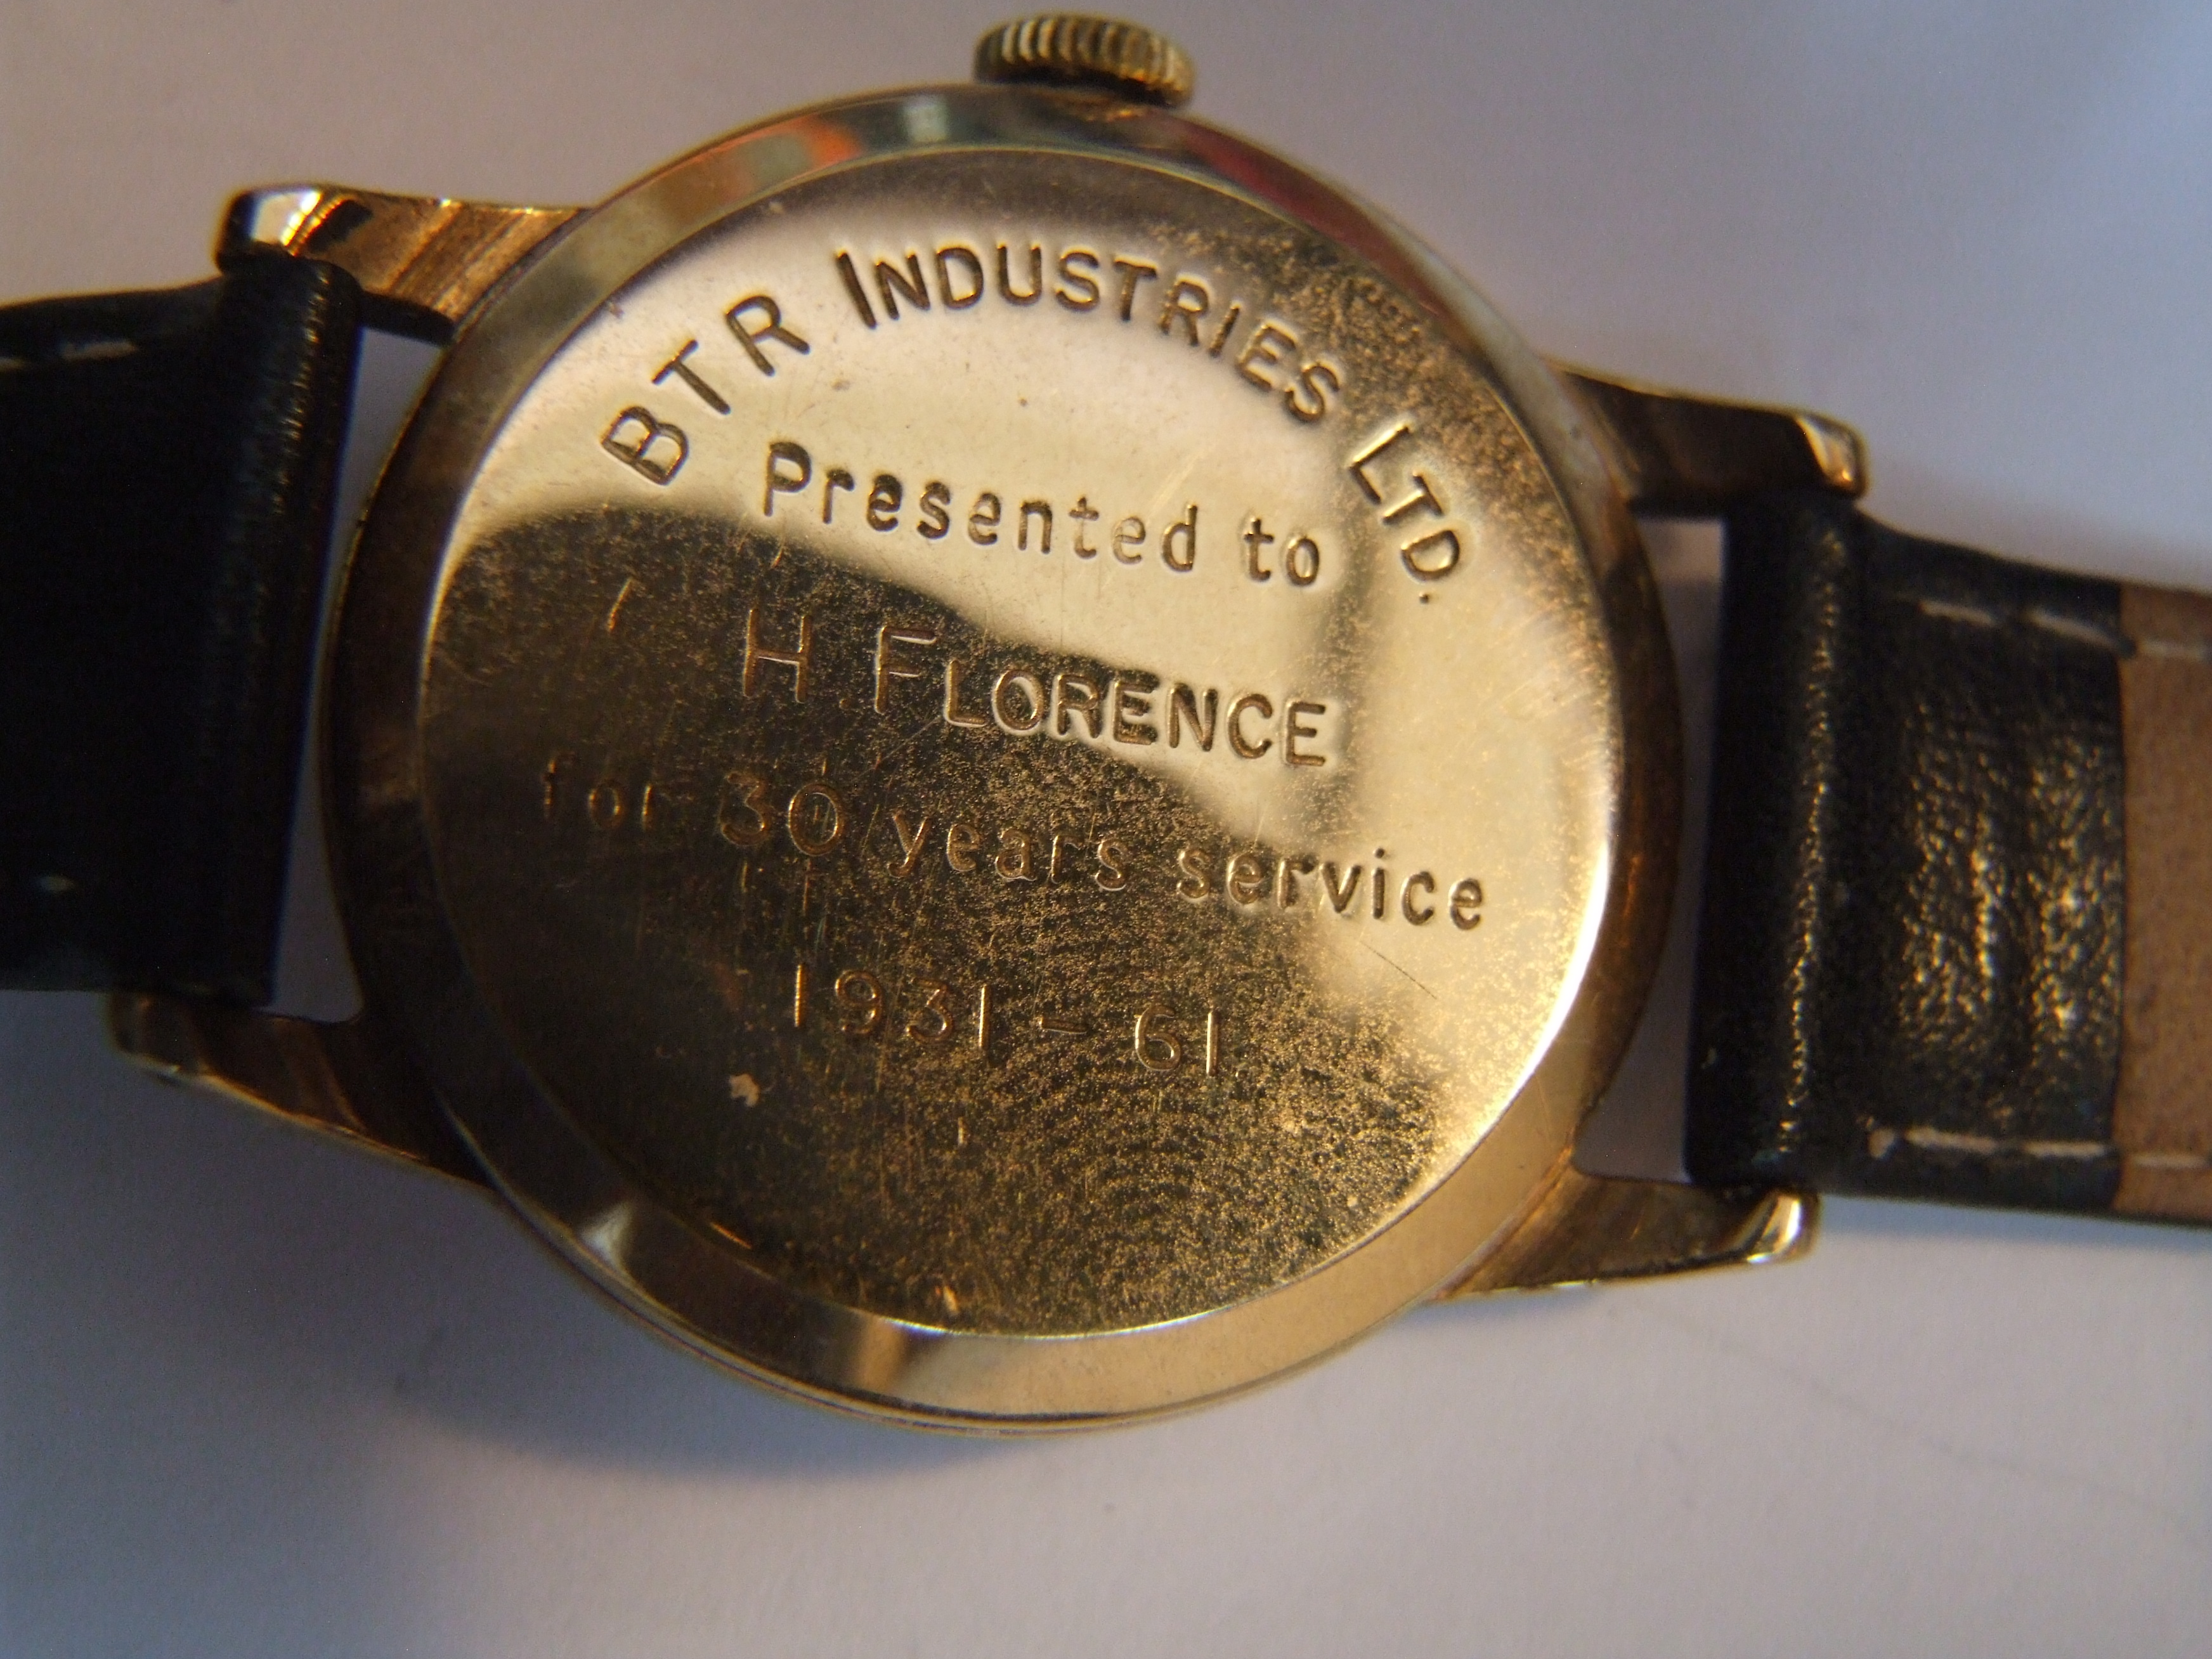 BTR INDUSTRIES LTD.
Presented to
H. FLORENCE
for 30 years service
1931 - 61.